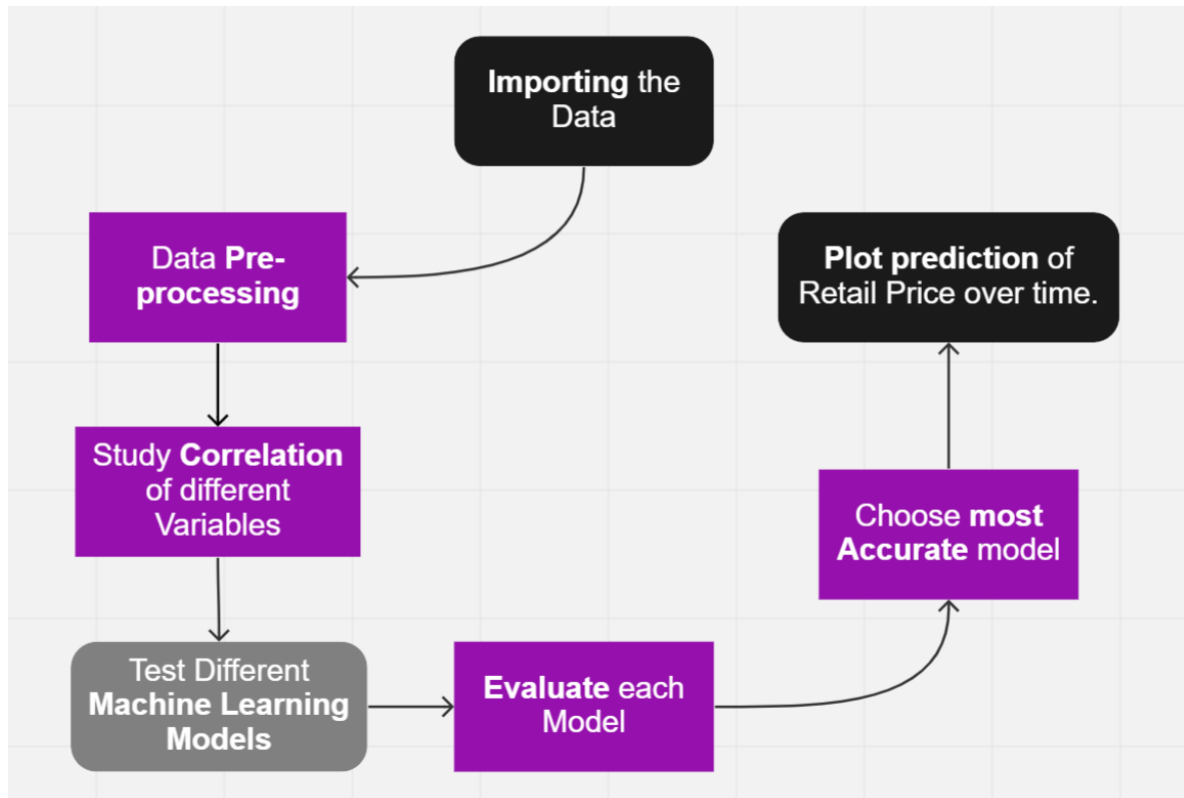 Importing the
Data
Data Pre-
processing
Study Correlation
of different
Variables
Test Different
Machine Learning
Models
Evaluate each
Model
Choose most
Accurate model
Plot prediction of
Retail Price over time.